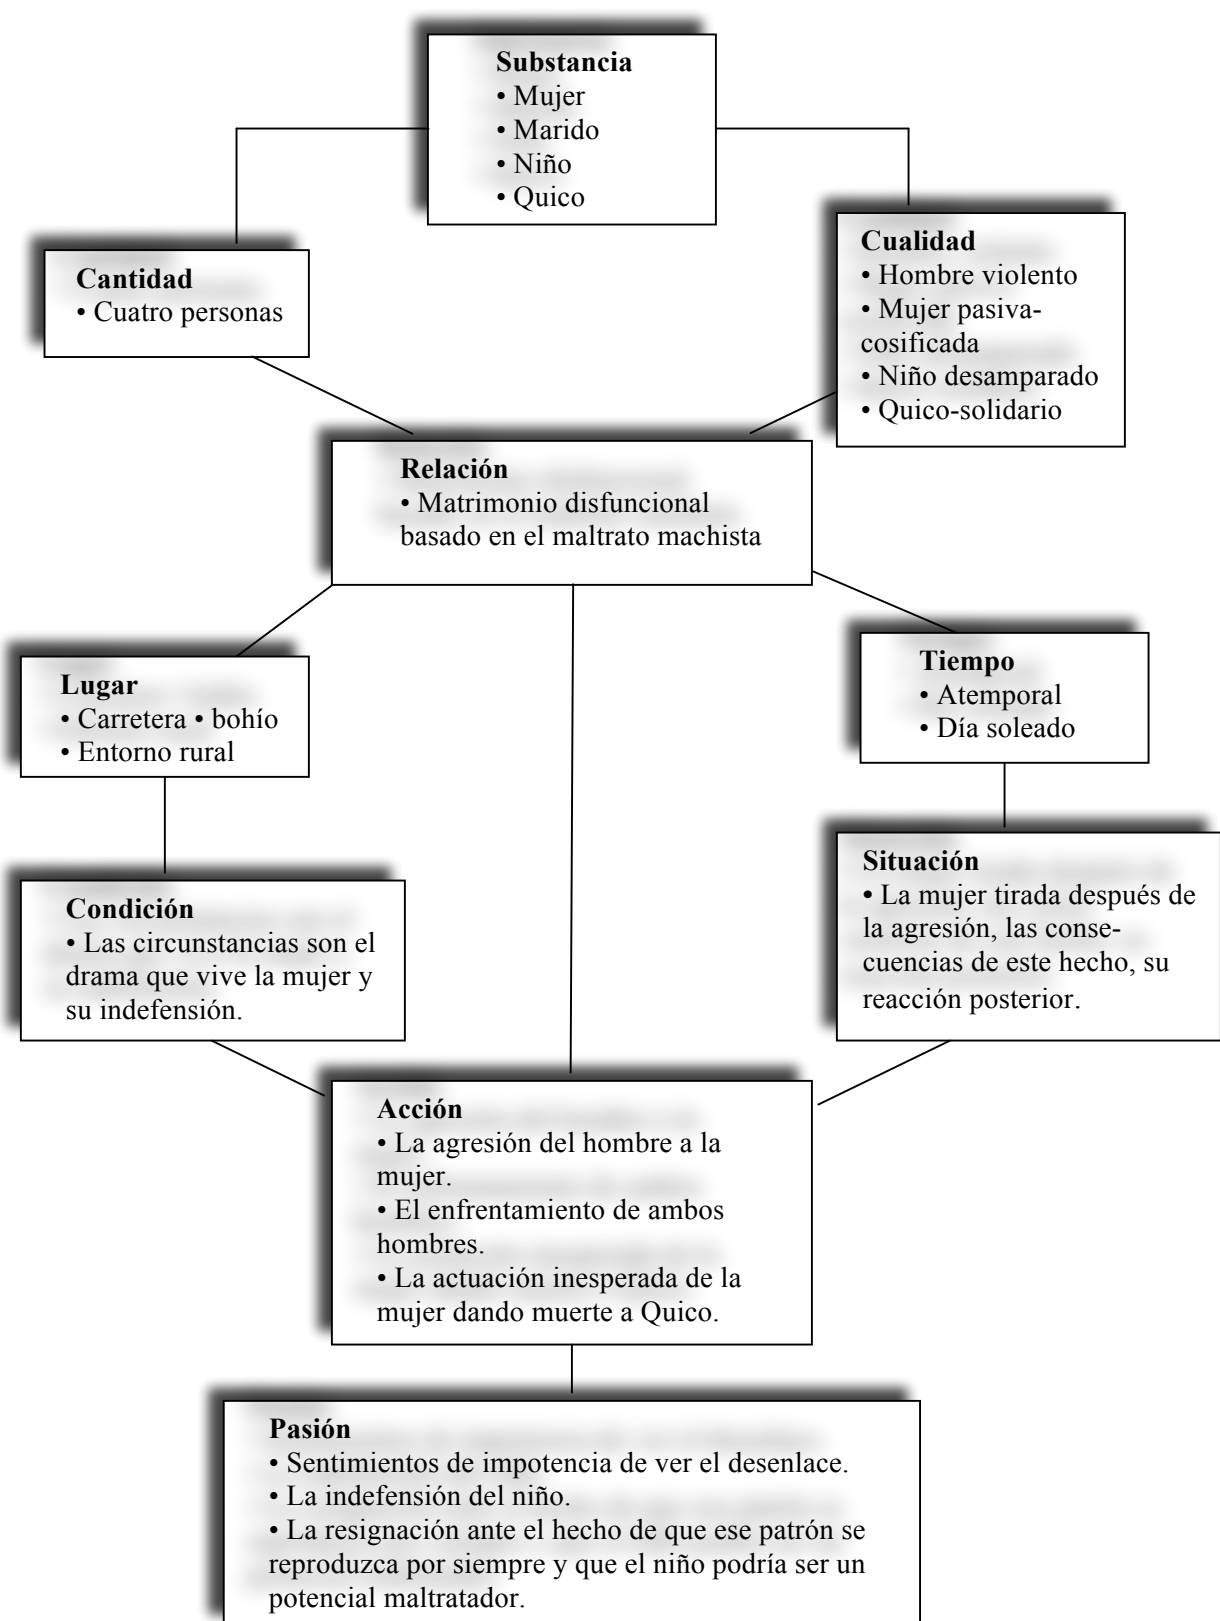 Substancia
• Mujer
• Marido
• Niño
• Quico
Cantidad
• Cuatro personas
Cualidad
• Hombre violento
• Mujer pasiva-
cosificada
• Niño desamparado
• Quico-solidario
Relación
• Matrimonio disfuncional
basado en el maltrato machista
Lugar
• Carretera • bohío
• Entorno rural
Tiempo
• Atemporal
• Día soleado
Condición
• Las circunstancias son el
drama que vive la mujer y
su indefensión.
Situación
• La mujer tirada después de
la agresión, las conse-
cuencias de este hecho, su
reacción posterior.
Acción
• La agresión del hombre a la
mujer.
• El enfrentamiento de ambos
hombres.
• La actuación inesperada de la
mujer dando muerte a Quico.
Pasión
• Sentimientos de impotencia de ver el desenlace.
• La indefensión del niño.
• La resignación ante el hecho de que ese patrón se
reproduzca por siempre y que el niño podría ser un
potencial maltratador.